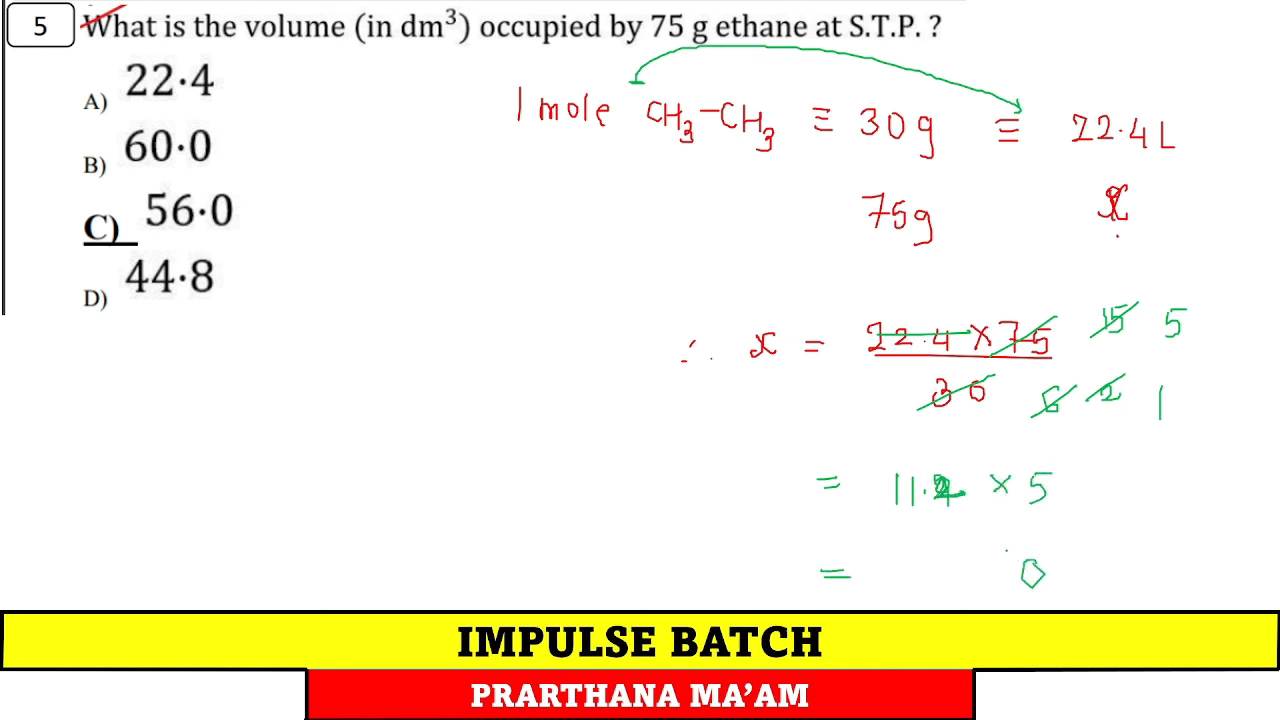 5 What is the volume (in dm³) occupied by 75 g ethane at S.T.P. ?
A) 22·4
B) 60·0
C) 56·0
D) 44·8
1 mole CH₃–CH₃ ≡ 30g ≡ 22.4 L
75g x
∴ x = 22.4 × 75 15 5
30 6 2 1
= 11.2 × 5
= 0
IMPULSE BATCH
PRARTHANA MA’AM